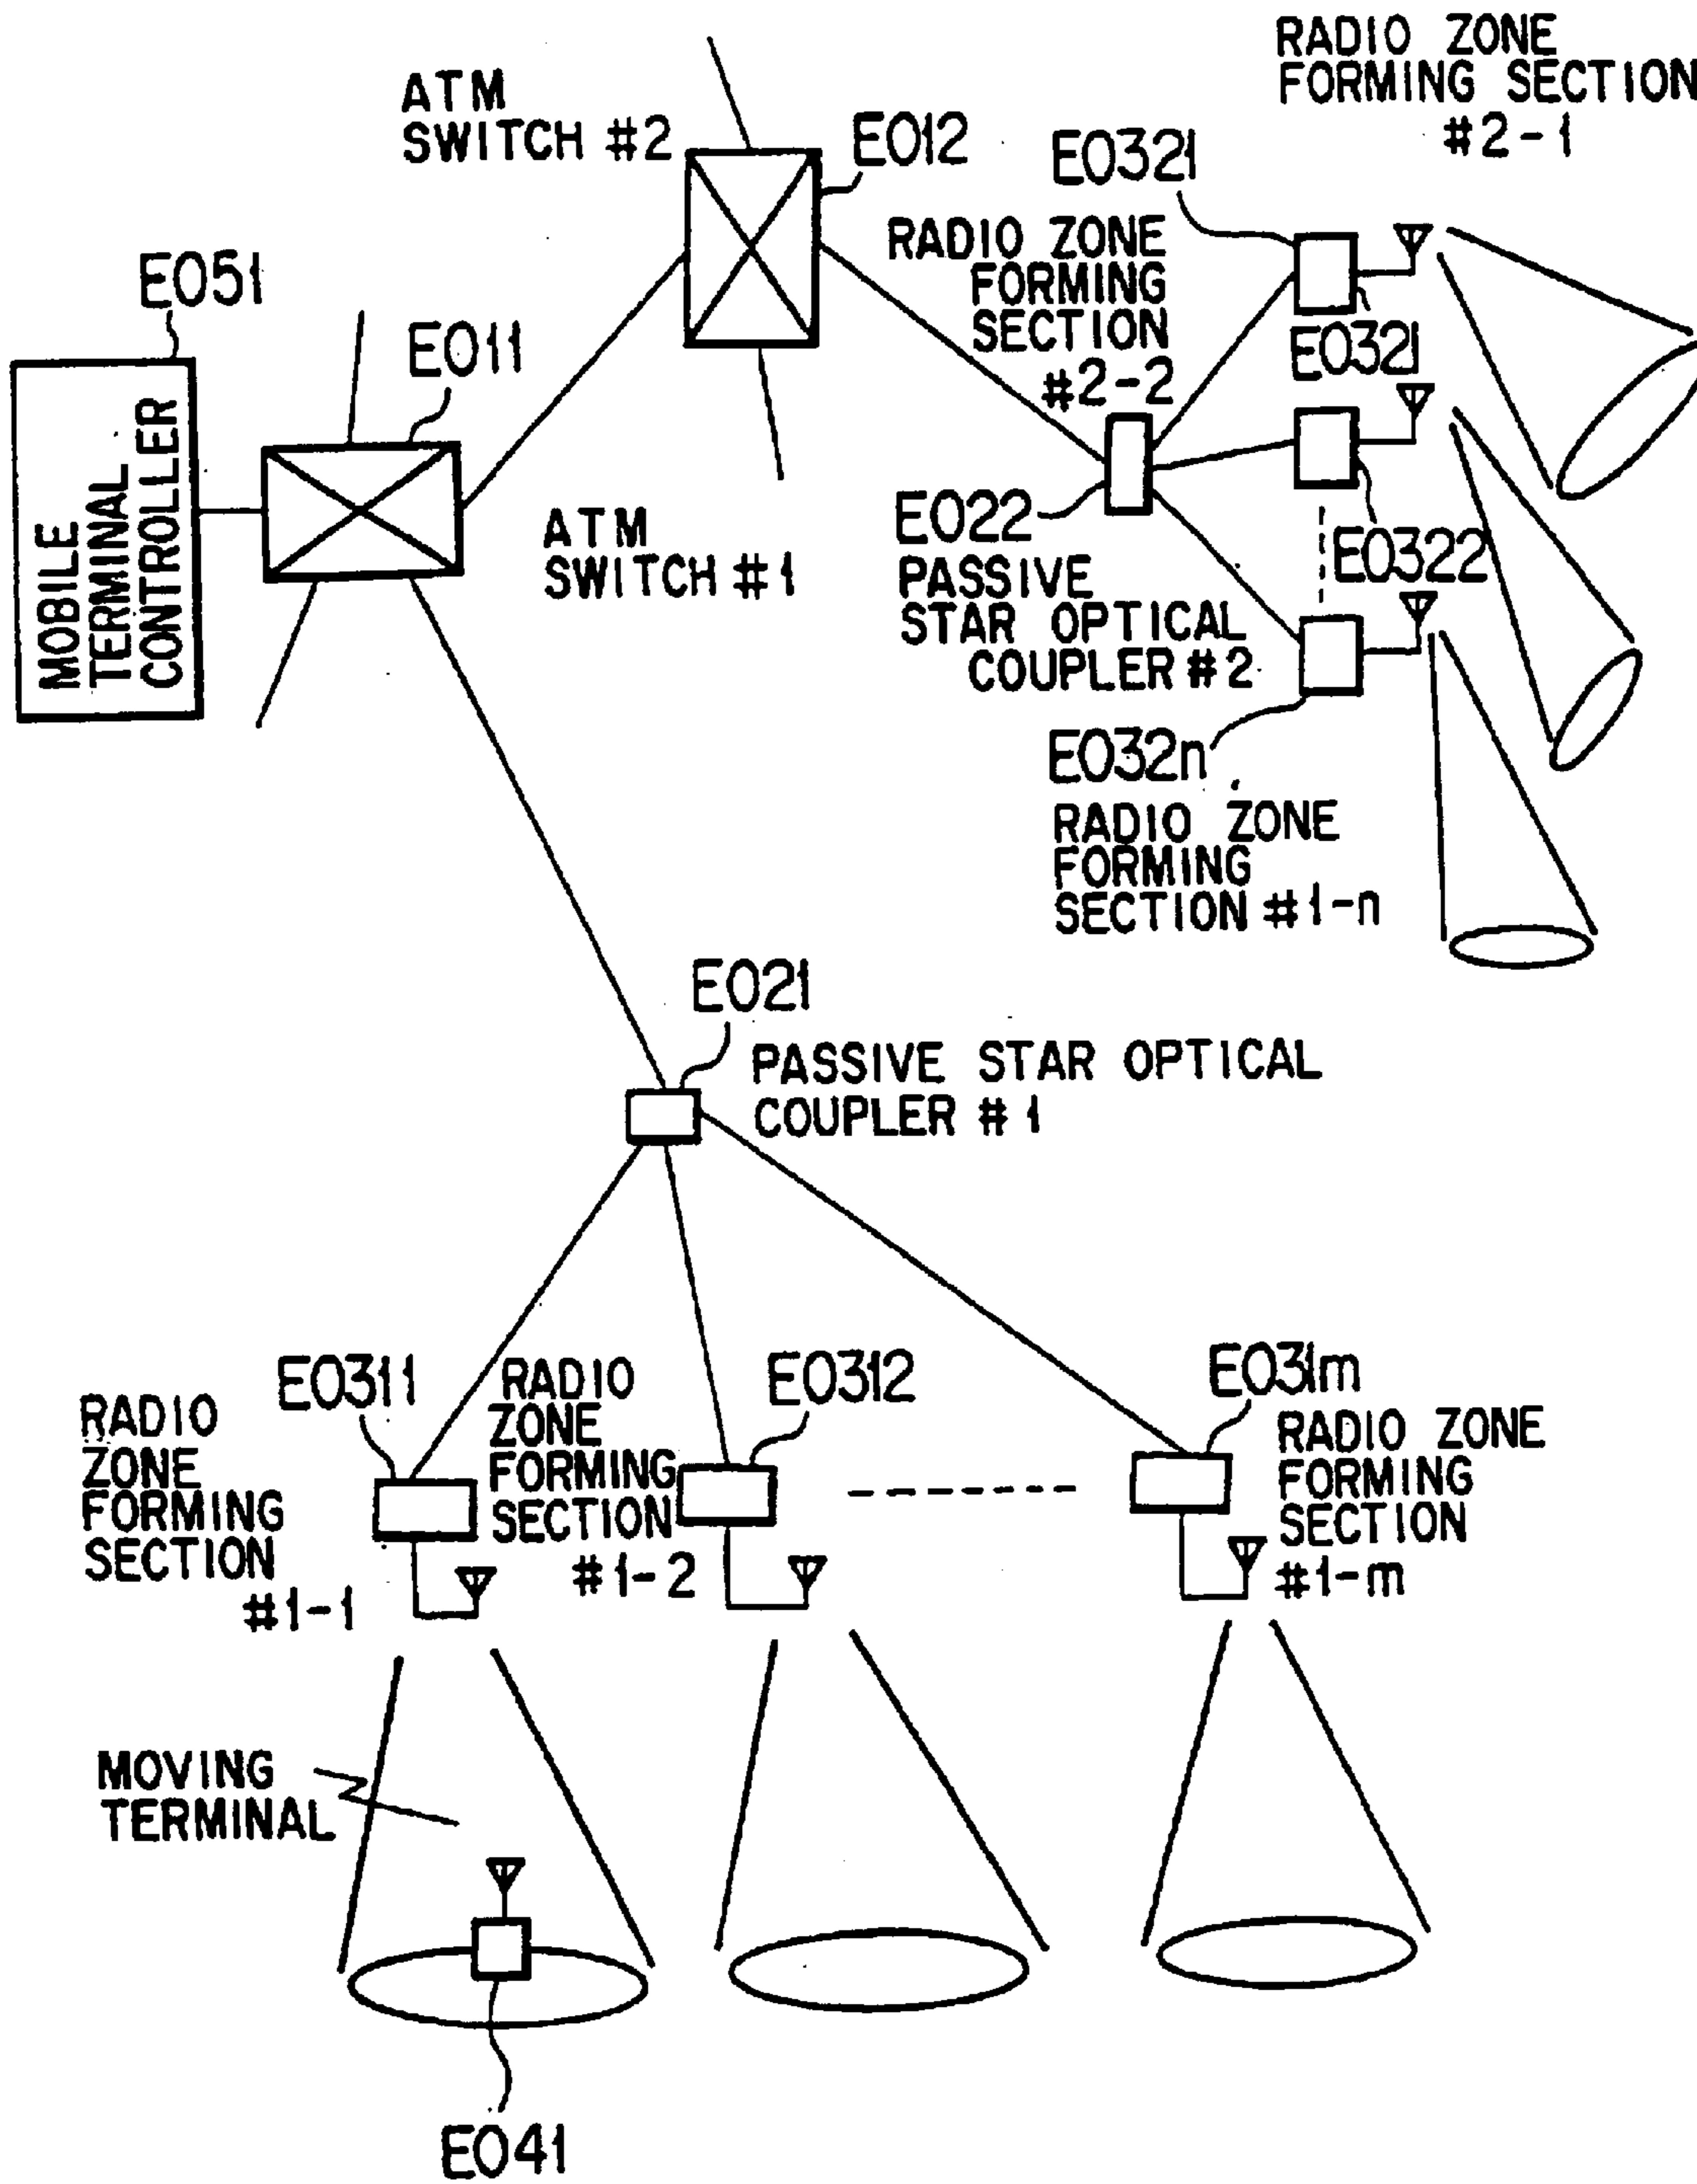 RADIO ZONE
FORMING SECTION
#2-1
ATM
SWITCH #2
E012
E0321
RADIO ZONE
FORMING
SECTION
#2-2
E0321
E051
E011
MOBILE
TERMINAL
CONTROLLER
ATM
SWITCH #1
E022
PASSIVE
STAR OPTICAL
COUPLER #2
E0322
E032n
RADIO ZONE
FORMING
SECTION #1-n
E021
PASSIVE STAR OPTICAL
COUPLER #1
E0311
RADIO
ZONE
FORMING
SECTION
#1-1
RADIO
ZONE
FORMING
SECTION
#1-2
E0312
E031m
RADIO ZONE
FORMING
SECTION
#1-m
MOVING
TERMINAL
E041